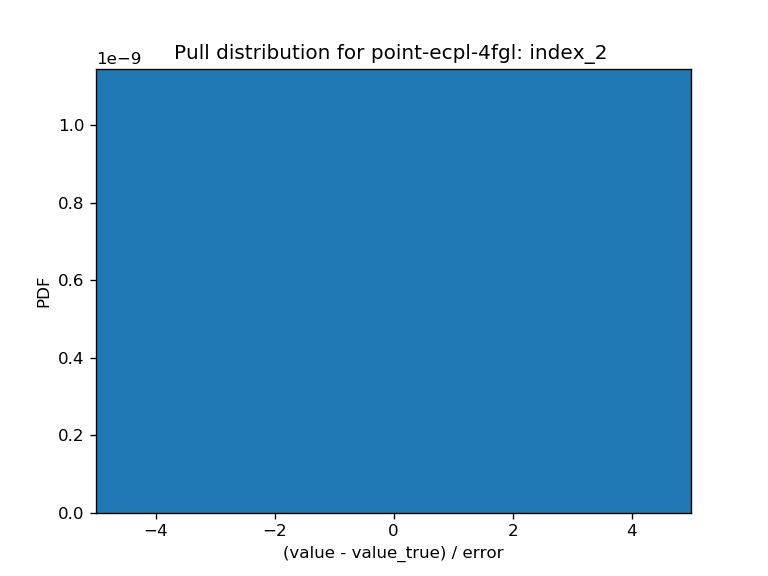 Pull distribution for point-ecpl-4fgl: index_2
1e−9
1.0
0.8
0.6
0.4
0.2
0.0
PDF
−4
−2
0
2
4
(value - value_true) / error